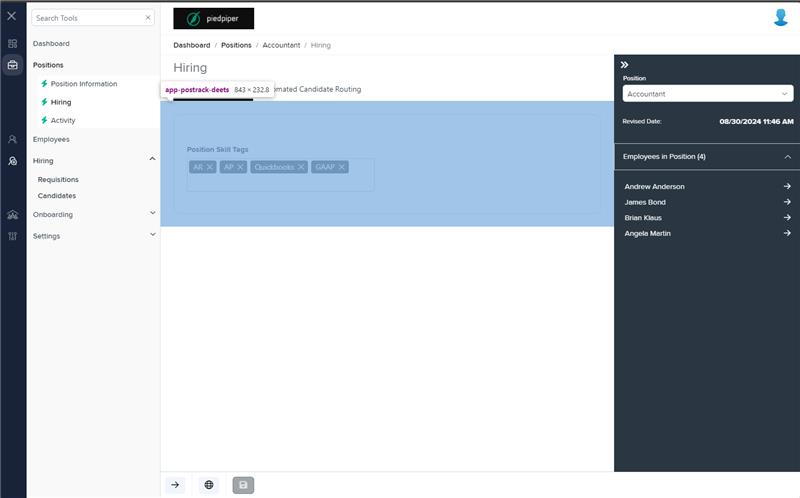 Search Tools
piedpiper
Dashboard
Positions
Position Information
Hiring
Activity
Employees
Hiring
Requisitions
Candidates
Onboarding
Settings
Dashboard / Positions / Accountant / Hiring
Hiring
app-postrack-deets 843 × 232.8
mated Candidate Routing
Position Skill Tags
AR AP Quickbooks GAAP
Position
Accountant
Revised Date: 08/30/2024 11:46 AM
Employees in Position (4)
Andrew Anderson
James Bond
Brian Klaus
Angela Martin